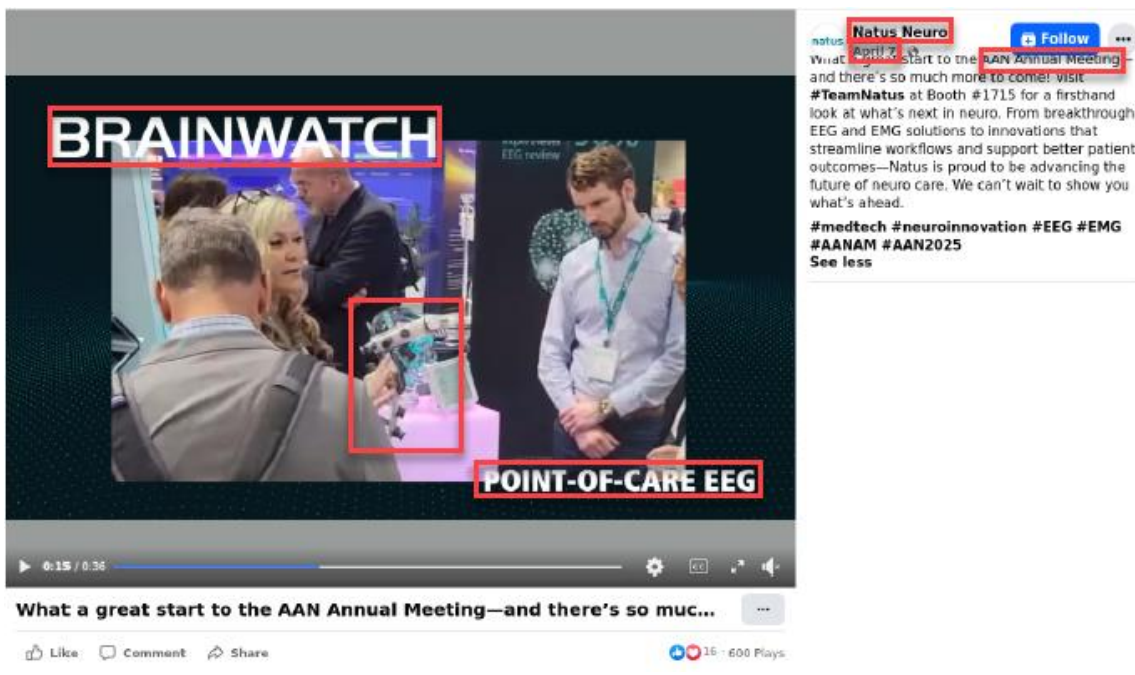 BRAINWATCH
EEG review
POINT-OF-CARE EEG
0:15 / 0:36
CC
What a great start to the AAN Annual Meeting—and there's so muc...
Like
Comment
Share
16 · 600 Plays
natus
Natus Neuro
April 7
Follow
What a great start to the AAN Annual Meeting—
and there's so much more to come! Visit
#TeamNatus at Booth #1715 for a firsthand
look at what's next in neuro. From breakthrough
EEG and EMG solutions to innovations that
streamline workflows and support better patient
outcomes—Natus is proud to be advancing the
future of neuro care. We can't wait to show you
what's ahead.
#medtech #neuroinnovation #EEG #EMG
#AANAM #AAN2025
See less